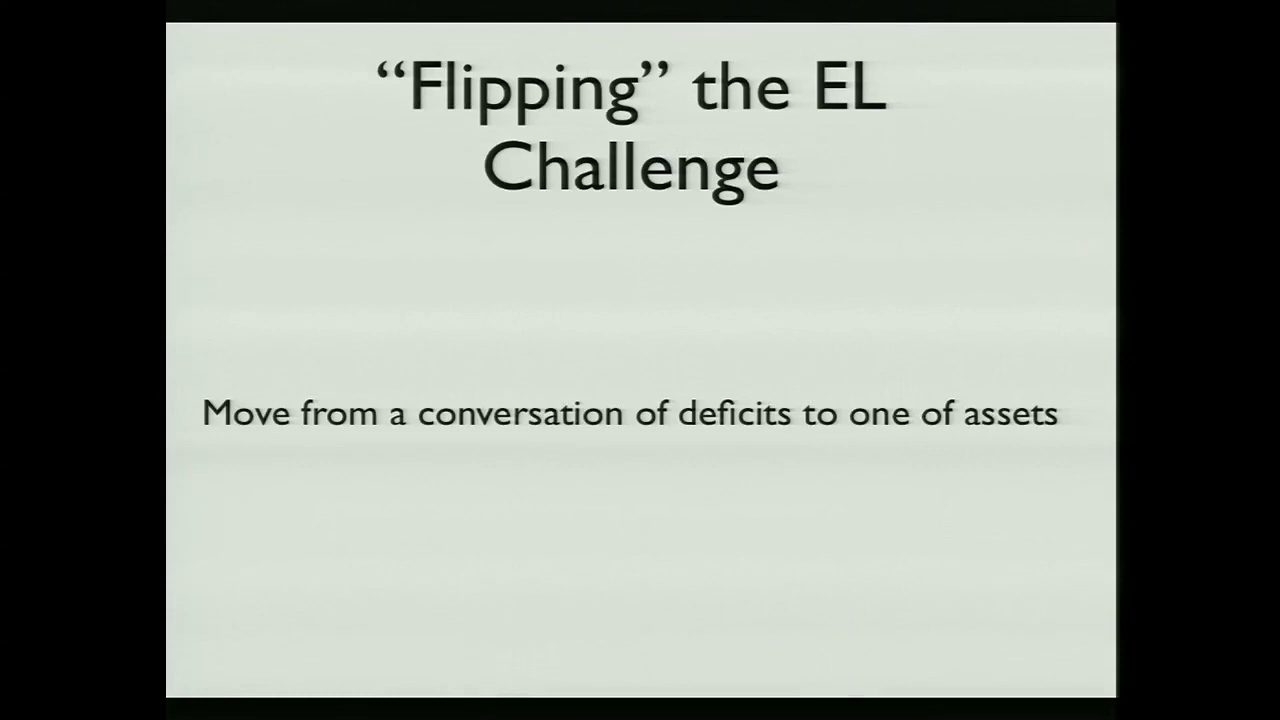 “Flipping” the EL
Challenge
Move from a conversation of deficits to one of assets